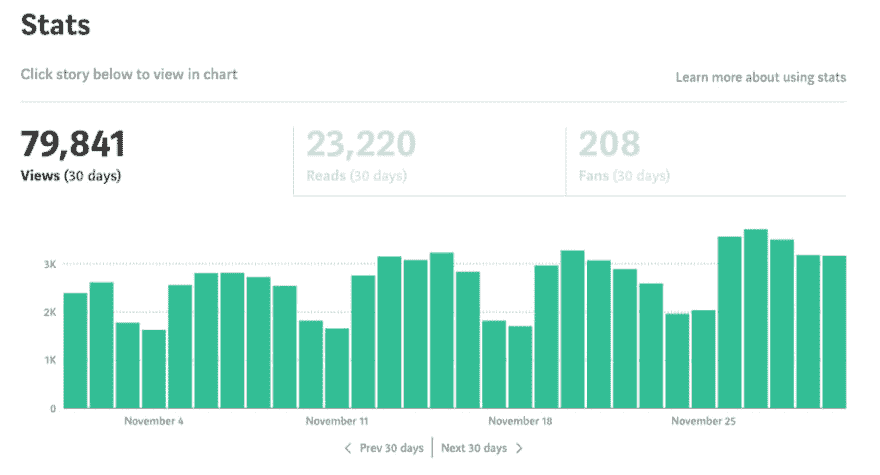 Stats
Click story below to view in chart
Learn more about using stats
79,841
Views (30 days)
23,220
Reads (30 days)
208
Fans (30 days)
3K
2K
1K
0
November 4
November 11
November 18
November 25
Prev 30 days
Next 30 days